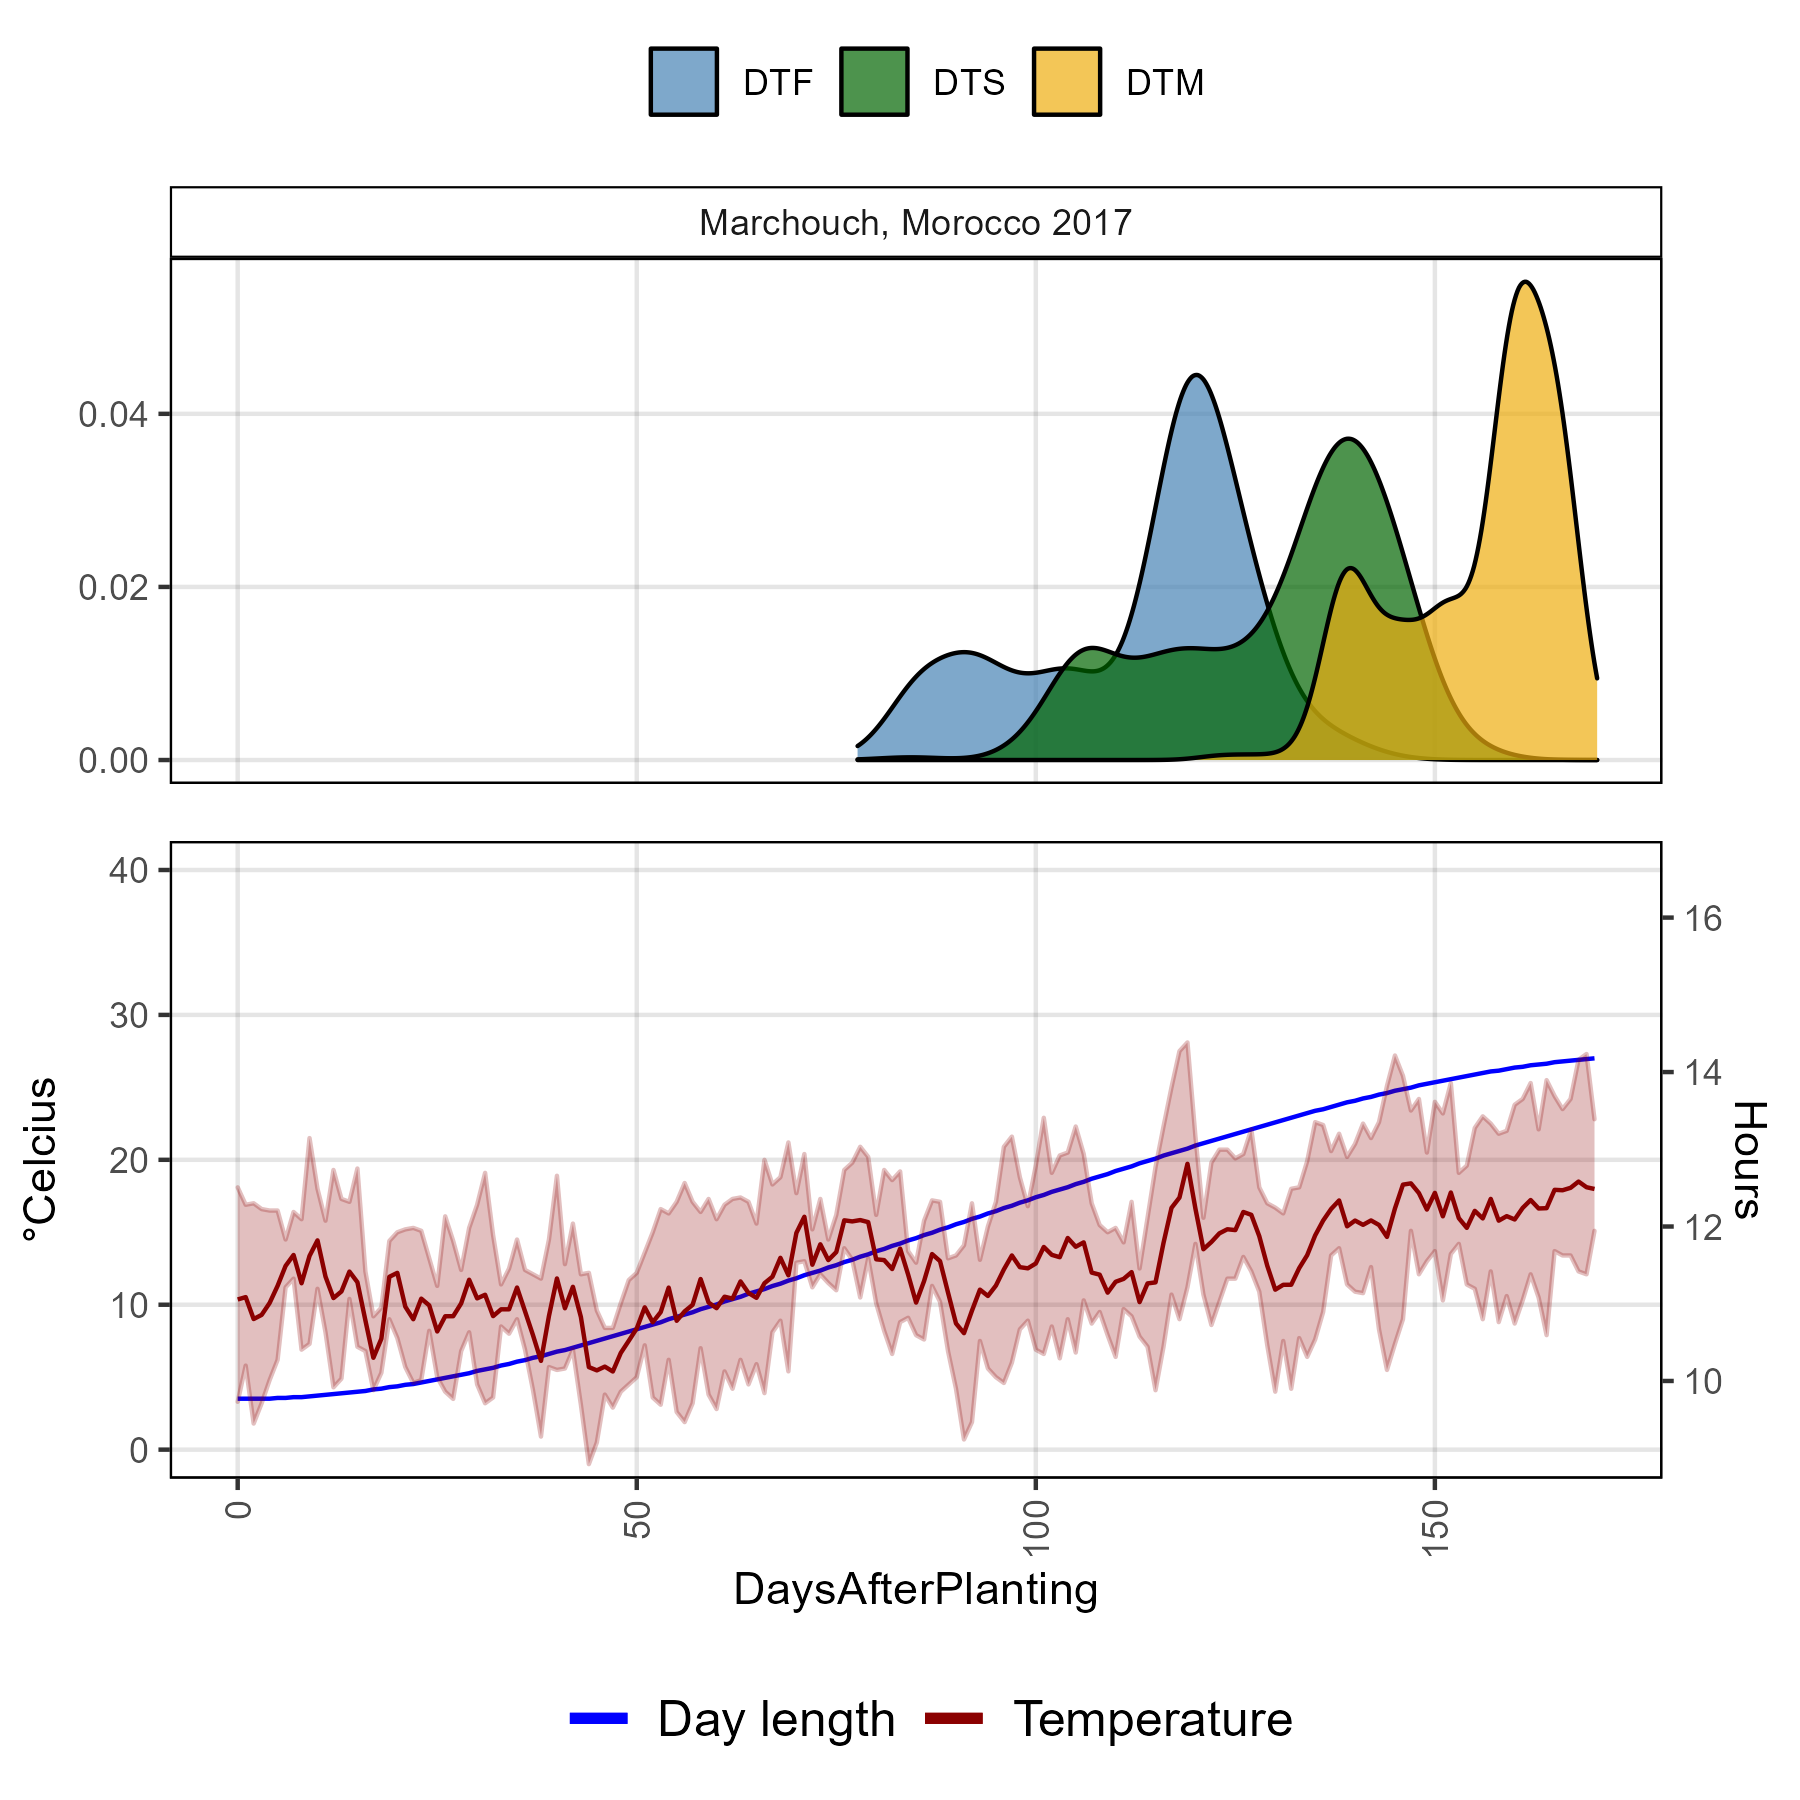 DTF DTS DTM
Marchouch, Morocco 2017
0.04
0.02
0.00
40
30
20
10
0
°Celcius
16
14
12
10
Hours
0 50 100 150
DaysAfterPlanting
Day length Temperature